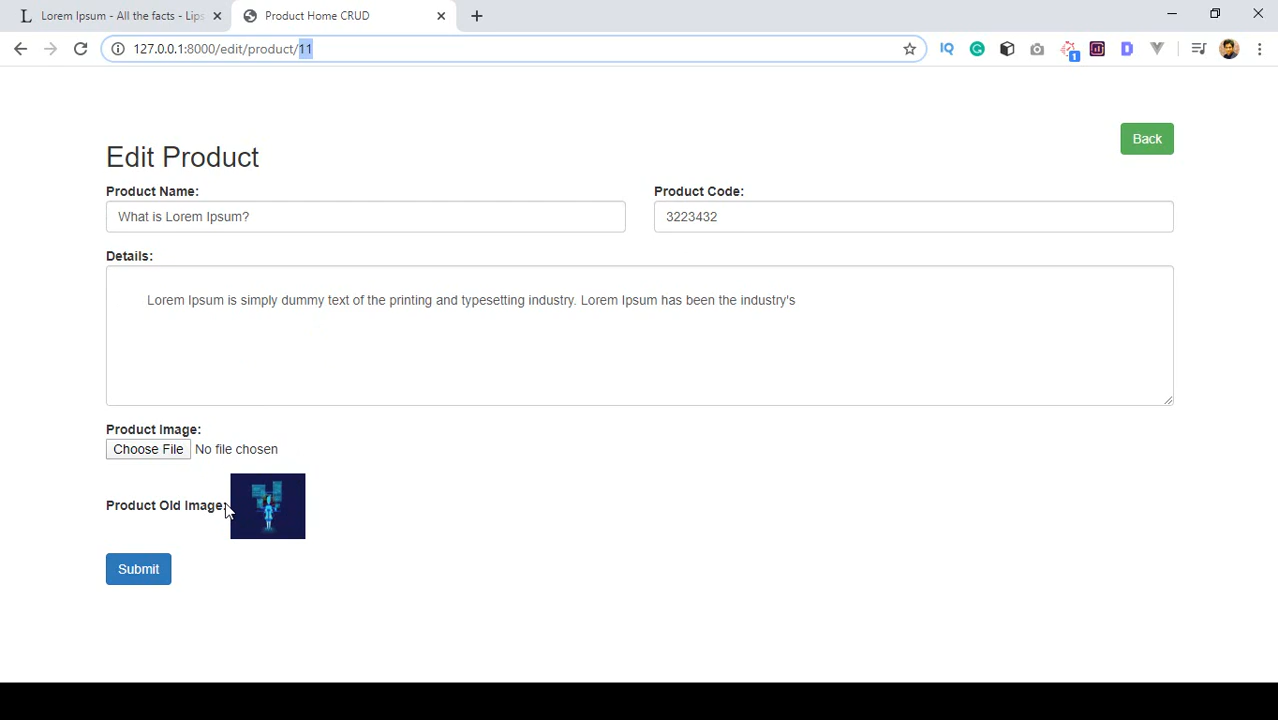 Lorem Ipsum - All the facts - Lips
Product Home CRUD
127.0.0.1:8000/edit/product/11
IQ
1
Back
Edit Product
Product Name:
Product Code:
What is Lorem Ipsum?
3223432
Details:
Lorem Ipsum is simply dummy text of the printing and typesetting industry. Lorem Ipsum has been the industry's
Product Image:
Choose File No file chosen
Product Old Image:
Submit